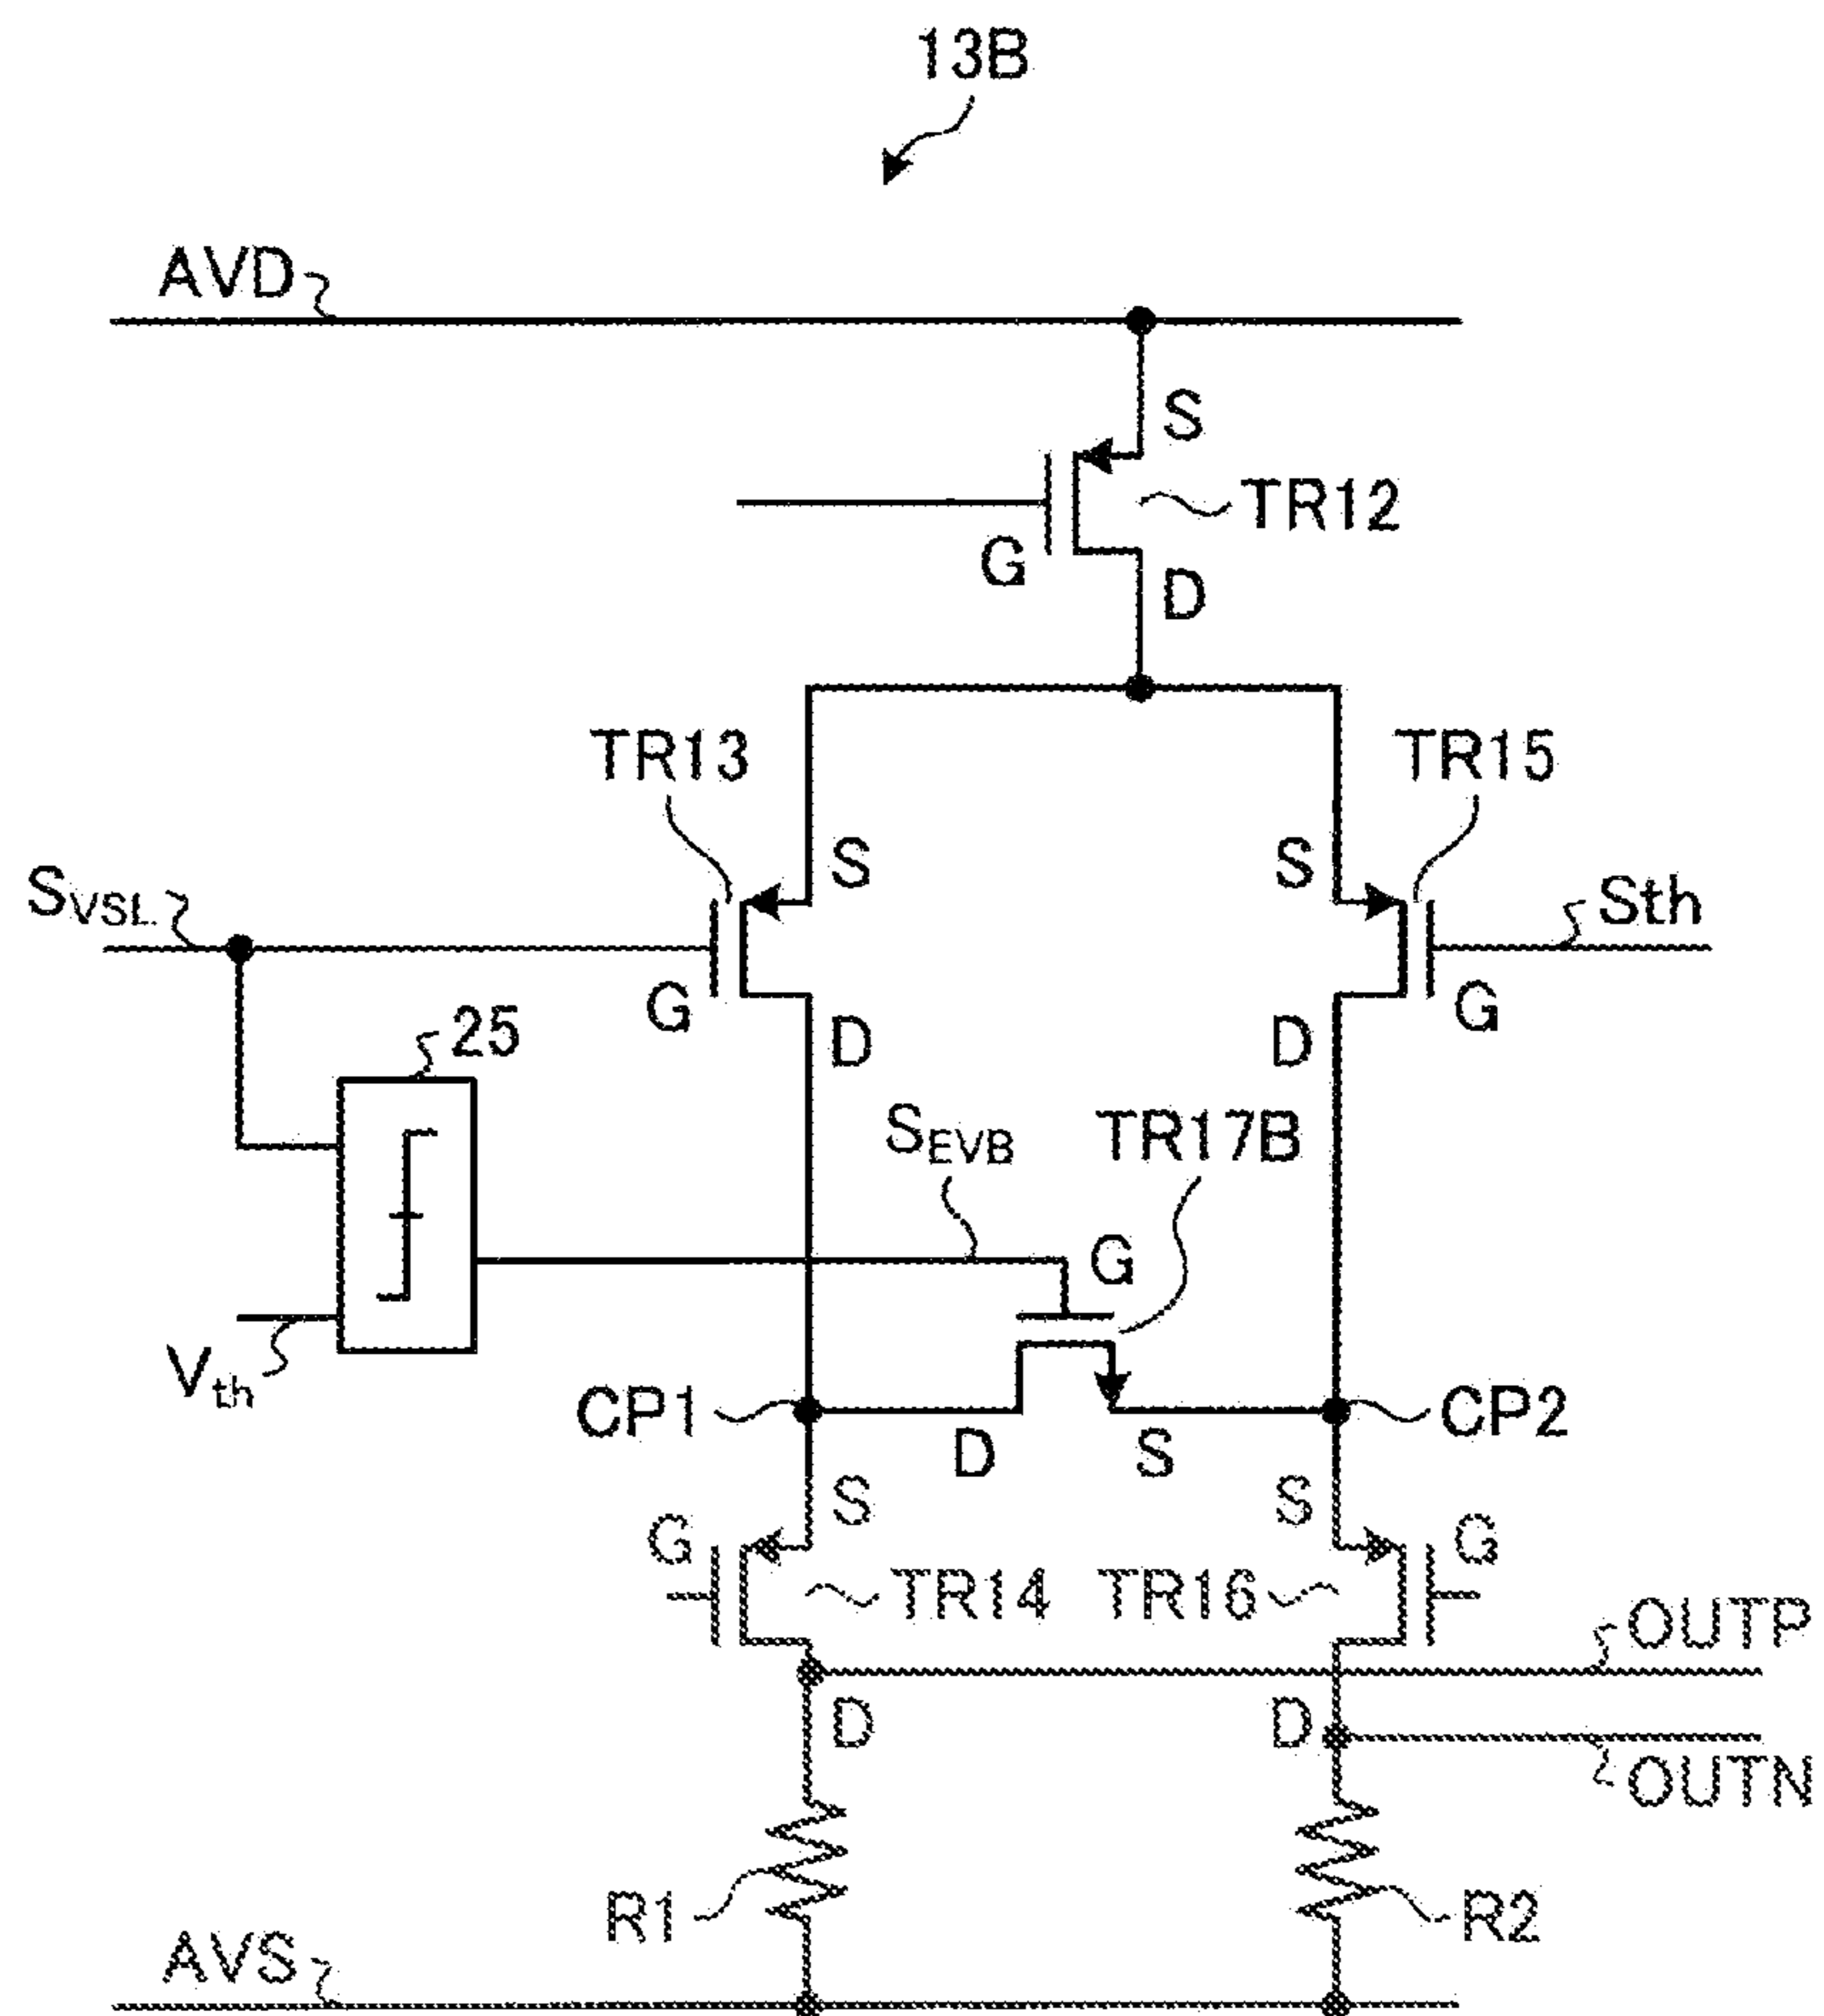 13B
AVD
S
TR12
G
D
TR13
TR15
S
S
SVSL
Sth
G
G
D
D
25
SEVB
TR17B
G
Vth
CP1
CP2
D
S
S
S
G
G
TR14
TR16
OUTP
D
D
OUTN
R1
R2
AVS